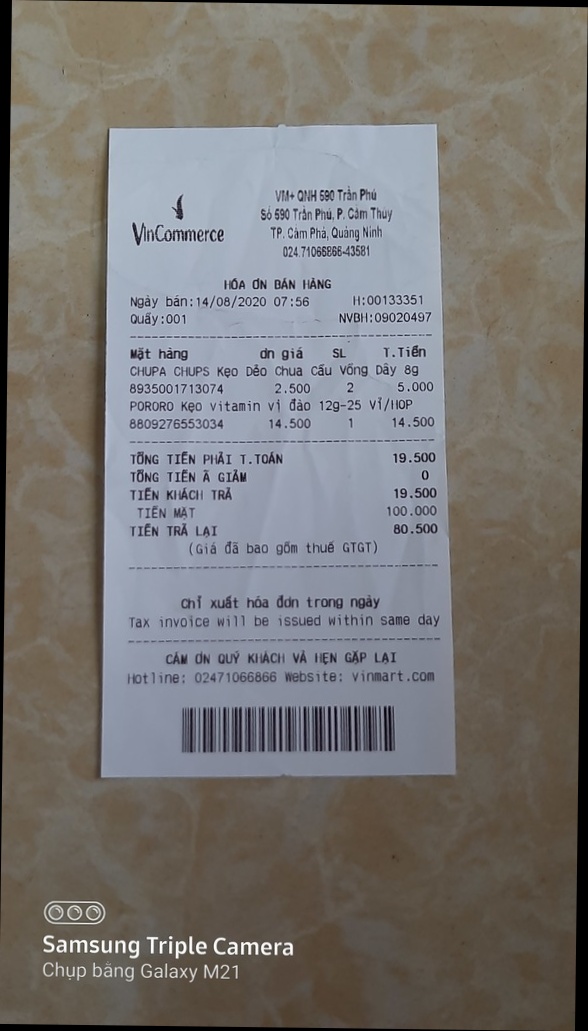 VinCommerce
VM+ QNH 590 Trần Phú
Số 590 Trần Phú, P. Cẩm Thủy
TP. Cẩm Phả, Quảng Ninh
024.71066866-43581
HÓA ĐƠN BÁN HÀNG
Ngày bán:14/08/2020 07:56 H:00133351
Quầy:001 NVBH:09020497
Mặt hàng Đơn giá SL T.Tiền
CHUPA CHUPS Kẹo Dẻo Chua Cầu Vồng Dây 8g
8935001713074 2.500 2 5.000
PORORO Kẹo Vitamin vị đào 12g-25 Vỉ/HOP
8809276553034 14.500 1 14.500
TỔNG TIỀN PHẢI T.TOÁN 19.500
TỔNG TIỀN ĐÃ GIẢM 0
TIỀN KHÁCH TRẢ 19.500
TIỀN MẶT 100.000
TIỀN TRẢ LẠI 80.500
(Giá đã bao gồm thuế GTGT)
Chỉ xuất hóa đơn trong ngày
Tax invoice will be issued within same day
CẢM ƠN QUÝ KHÁCH VÀ HẸN GẶP LẠI
Hotline: 02471066866 Website: vinmart.com
Samsung Triple Camera
Chụp bằng Galaxy M21